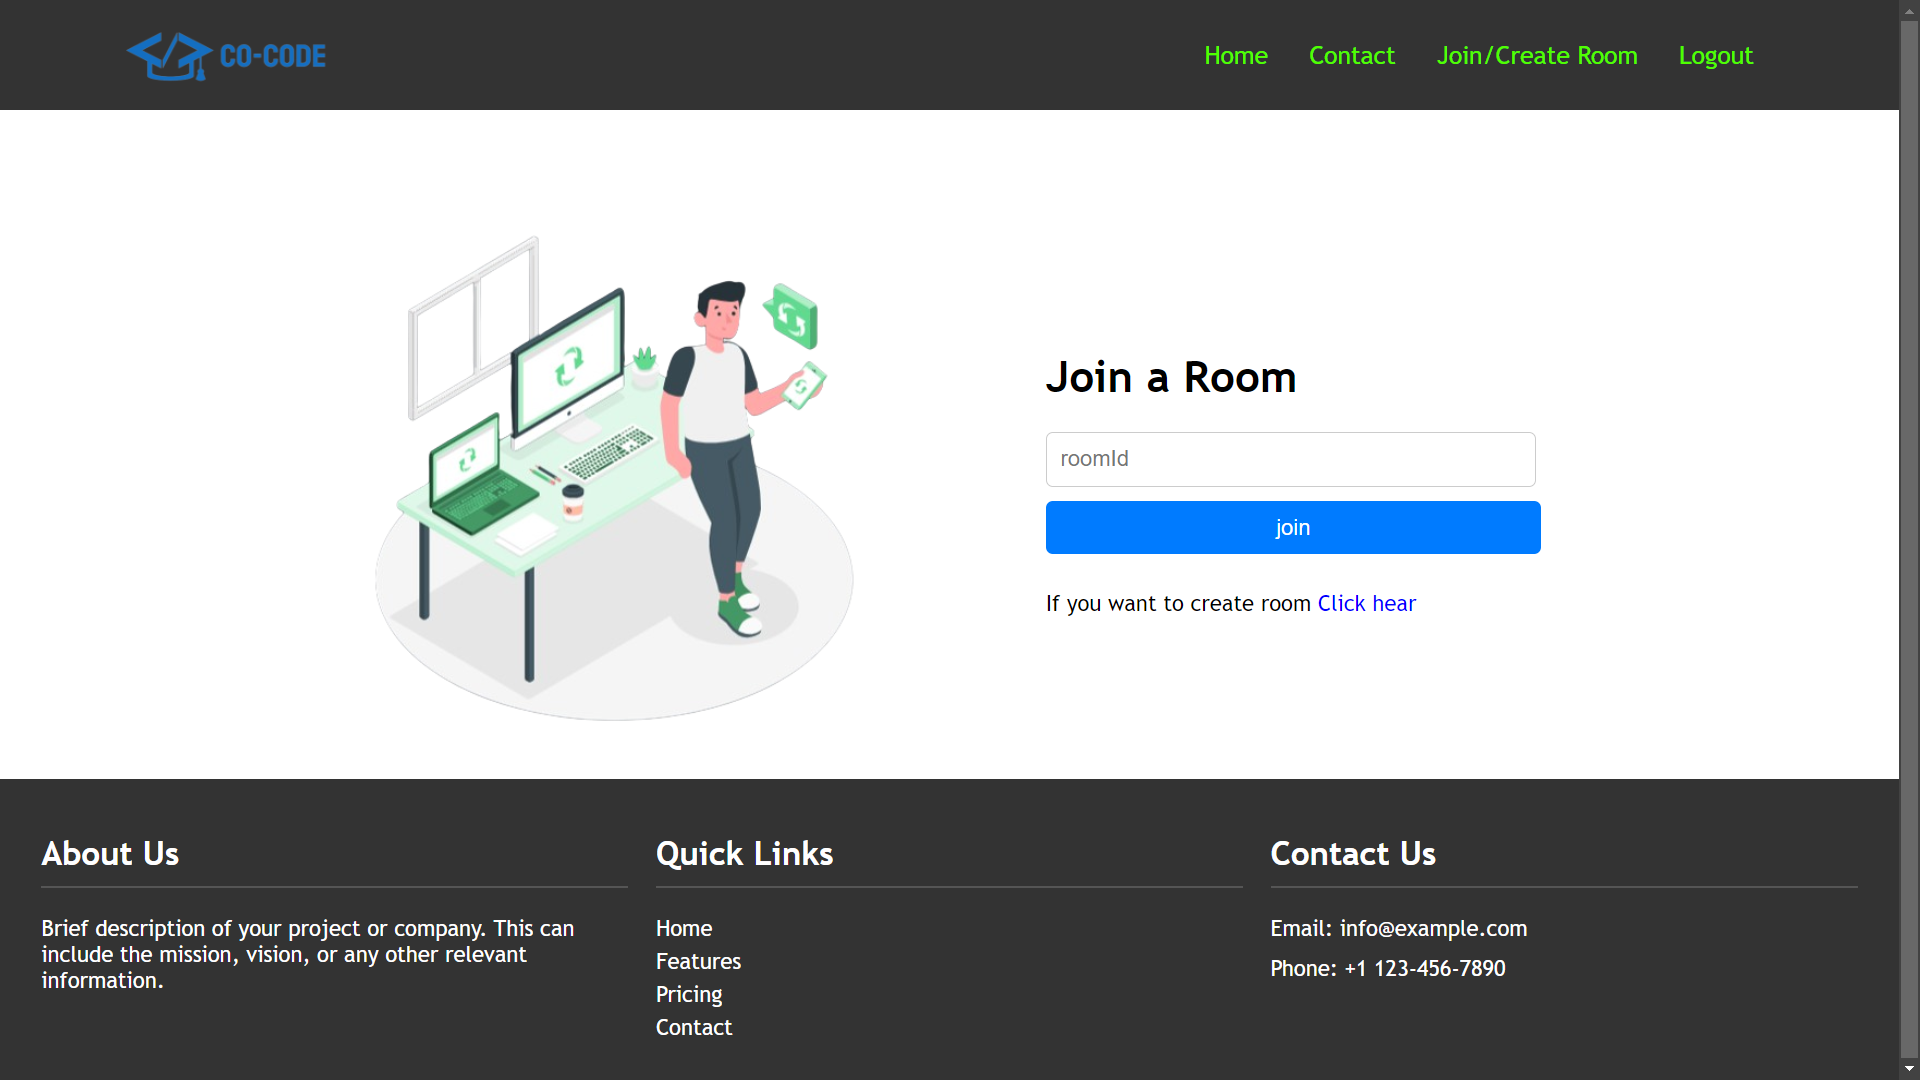 CO-CODE
Home Contact Join/Create Room Logout
Join a Room
roomId
join
If you want to create room Click hear
About Us
Brief description of your project or company. This can
include the mission, vision, or any other relevant
information.
Quick Links
Home
Features
Pricing
Contact
Contact Us
Email: info@example.com
Phone: +1 123-456-7890